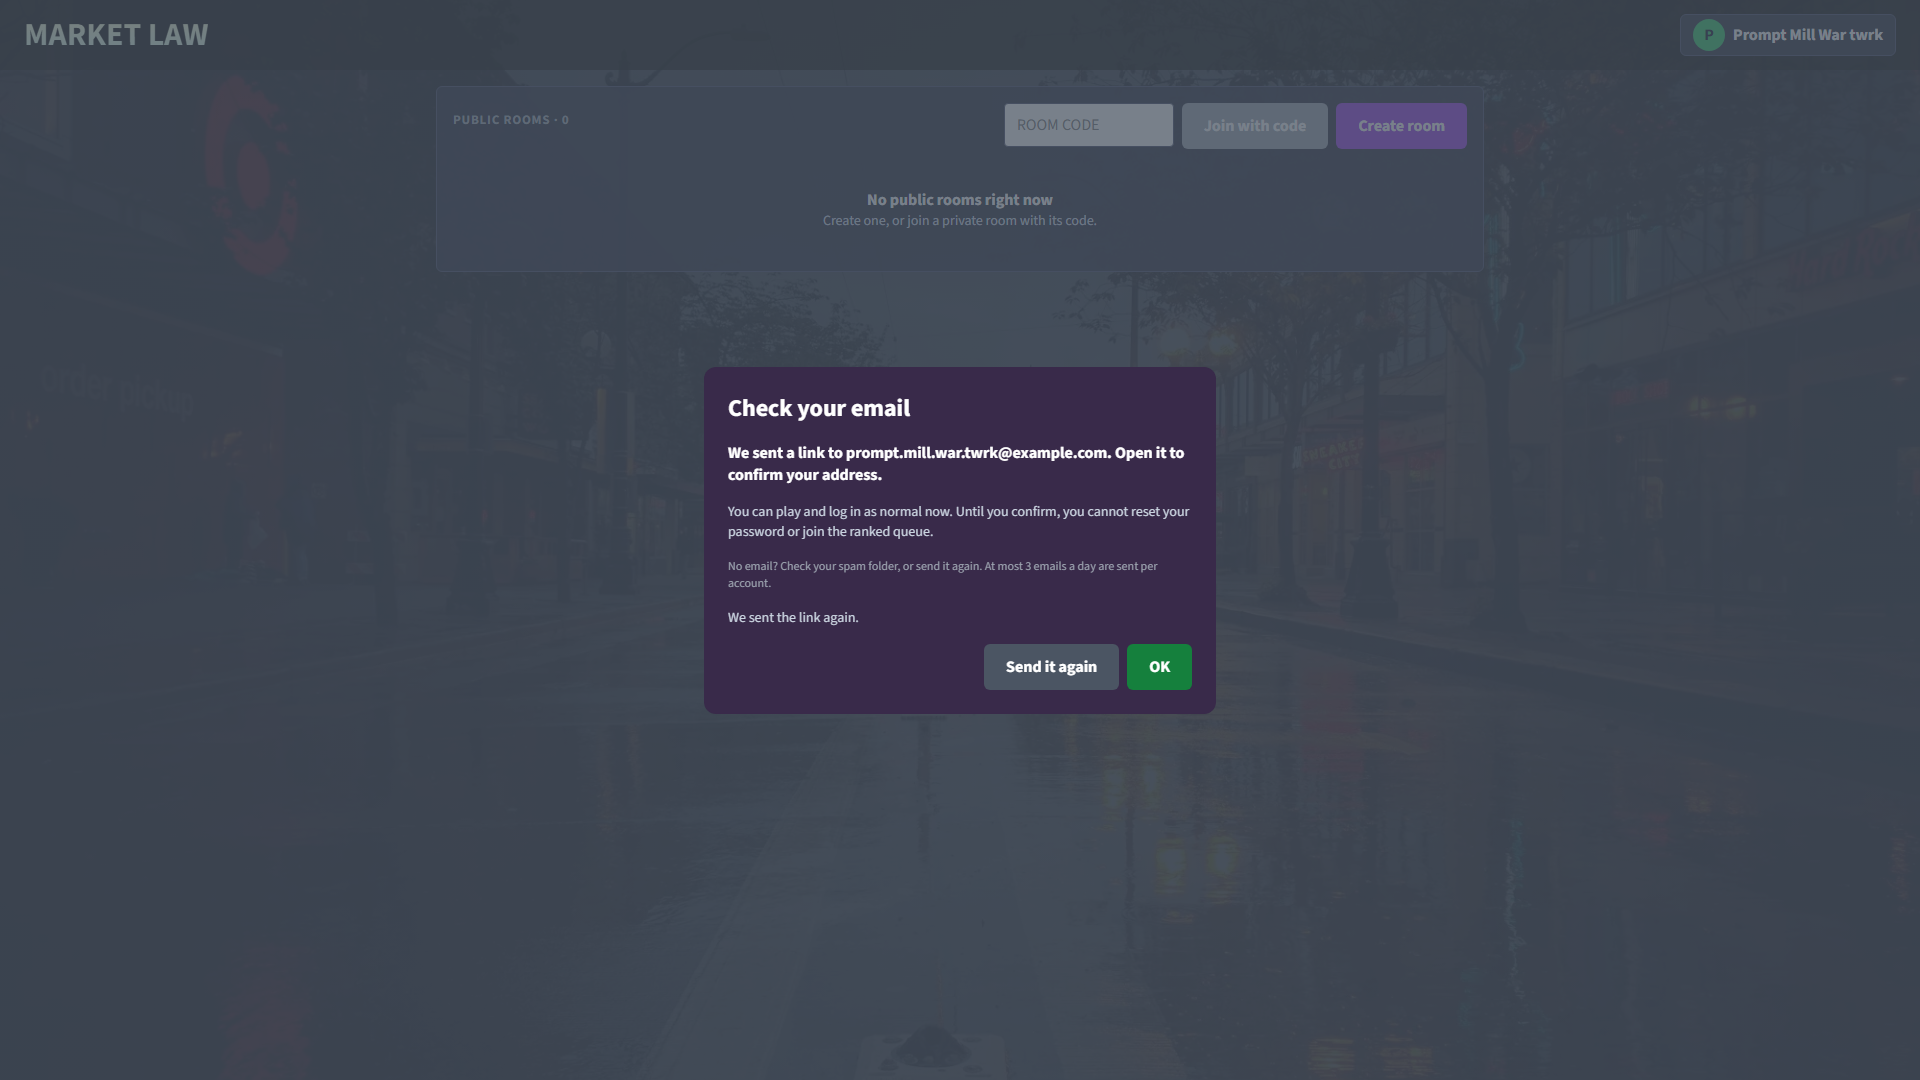 MARKET LAW
P Prompt Mill War twrk
PUBLIC ROOMS · 0
ROOM CODE
Join with code
Create room
No public rooms right now
Create one, or join a private room with its code.
order pickup
SNEAKER
CITY
Check your email
We sent a link to prompt.mill.war.twrk@example.com. Open it to
confirm your address.
You can play and log in as normal now. Until you confirm, you cannot reset your
password or join the ranked queue.
No email? Check your spam folder, or send it again. At most 3 emails a day are sent per
account.
We sent the link again.
Send it again
OK